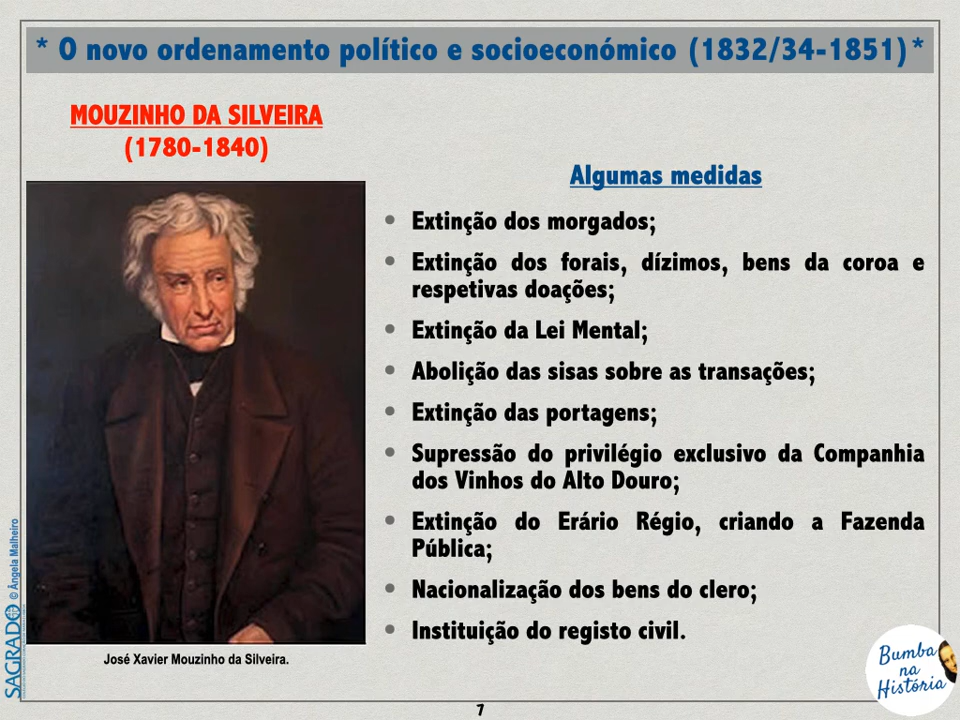 * O novo ordenamento político e socioeconómico (1832/34-1851)*
MOUZINHO DA SILVEIRA
(1780-1840)
Algumas medidas
• Extinção dos morgados;
• Extinção dos forais, dízimos, bens da coroa e
respetivas doações;
• Extinção da Lei Mental;
• Abolição das sisas sobre as transações;
• Extinção das portagens;
• Supressão do privilégio exclusivo da Companhia
dos Vinhos do Alto Douro;
• Extinção do Erário Régio, criando a Fazenda
Pública;
• Nacionalização dos bens do clero;
• Instituição do registo civil.
José Xavier Mouzinho da Silveira.
SAGRADO
© Ângela Malheiro
Bumba
na
História
7